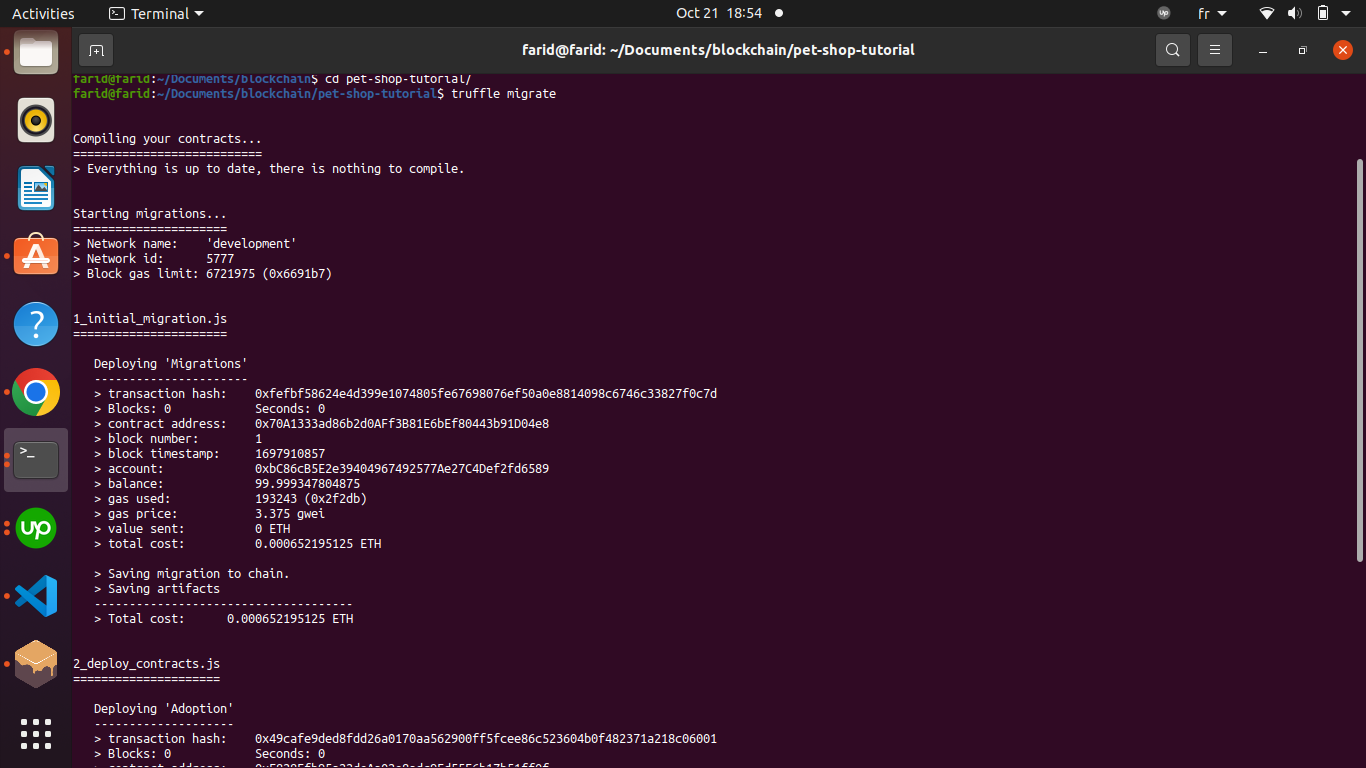 Activities
Terminal
Oct 21 18:54
fr
farid@farid: ~/Documents/blockchain/pet-shop-tutorial
farid@farid:~/Documents/blockchain$ cd pet-shop-tutorial/
farid@farid:~/Documents/blockchain/pet-shop-tutorial$ truffle migrate
Compiling your contracts...
===========================
> Everything is up to date, there is nothing to compile.
Starting migrations...
======================
> Network name:    'development'
> Network id:      5777
> Block gas limit: 6721975 (0x6691b7)
1_initial_migration.js
======================
Deploying 'Migrations'
----------------------
> transaction hash:    0xfefbf58624e4d399e1074805fe67698076ef50a0e8814098c6746c33827f0c7d
> Blocks: 0            Seconds: 0
> contract address:    0x70A1333ad86b2d0AFf3B81E6bEf80443b91D04e8
> block number:        1
> block timestamp:     1697910857
> account:             0xbC86cB5E2e39404967492577Ae27C4Def2fd6589
> balance:             99.999347804875
> gas used:            193243 (0x2f2db)
> gas price:           3.375 gwei
> value sent:          0 ETH
> total cost:          0.000652195125 ETH
> Saving migration to chain.
> Saving artifacts
-------------------------------------
> Total cost:      0.000652195125 ETH
2_deploy_contracts.js
=====================
Deploying 'Adoption'
--------------------
> transaction hash:    0x49cafe9ded8fdd26a0170aa562900ff5fcee86c523604b0f482371a218c06001
> Blocks: 0            Seconds: 0
> contract address: